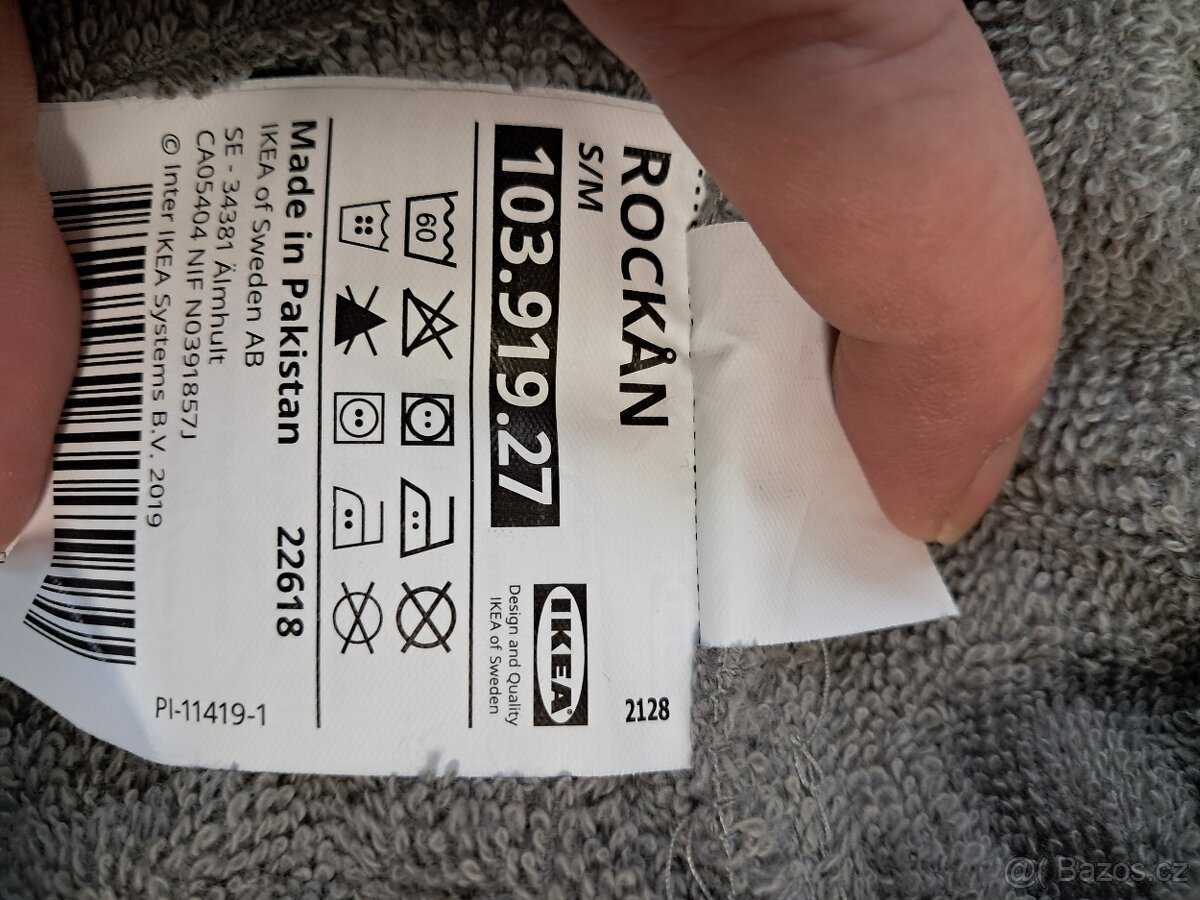 ROCKÅN
S/M
2128
103.919.27
IKEA®
Design and Quality
IKEA of Sweden
60
Made in Pakistan 22618
IKEA of Sweden AB
SE - 34381 Älmhult
CA05404 NIF N0391857J
© Inter IKEA Systems B.V. 2019
PI-11419-1
@( Bazos.cz